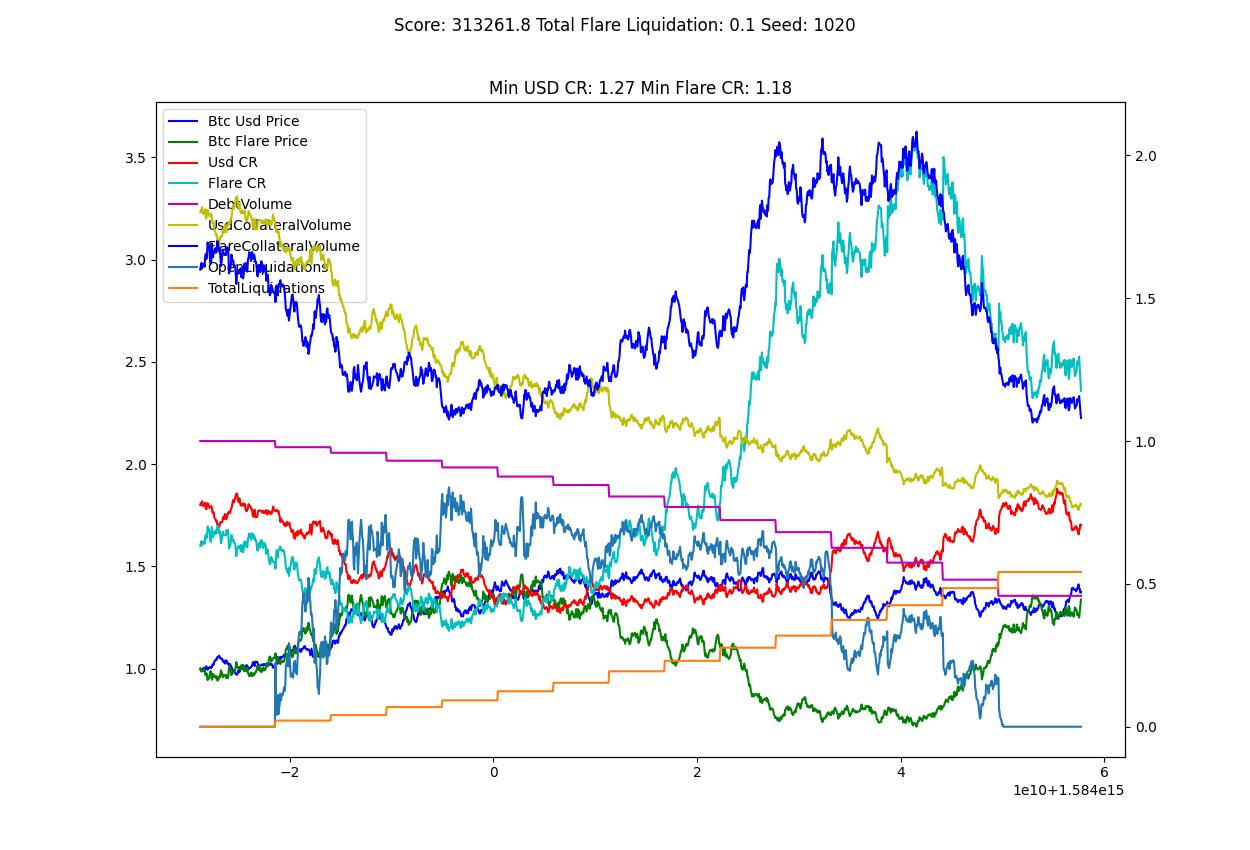 Score: 313261.8 Total Flare Liquidation: 0.1 Seed: 1020
Min USD CR: 1.27 Min Flare CR: 1.18
Btc Usd Price
Btc Flare Price
Usd CR
Flare CR
DebtVolume
UsdCollateralVolume
FlareCollateralVolume
OpenLiquidations
TotalLiquidations
3.5
3.0
2.5
2.0
1.5
1.0
2.0
1.5
1.0
0.5
0.0
−2
0
2
4
6
1e10+1.584e15